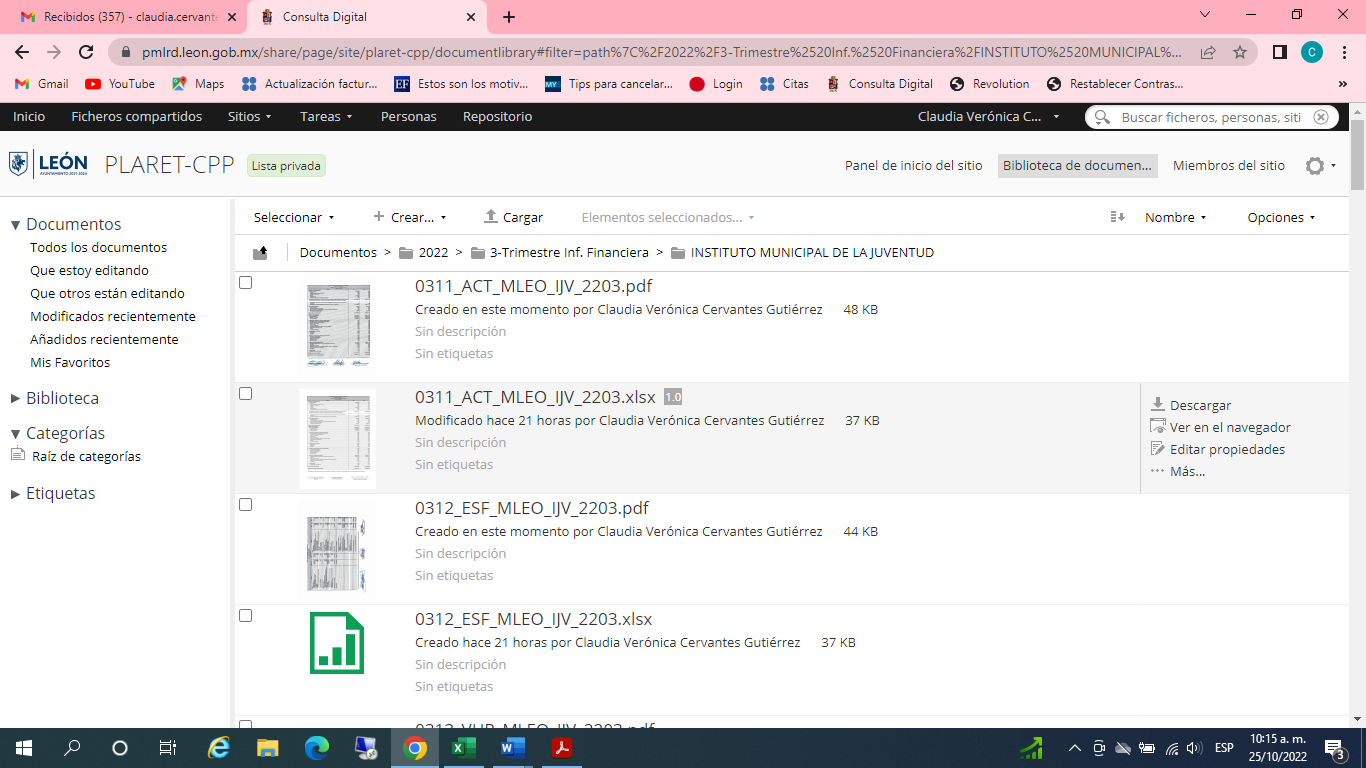 Recibidos (357) - claudia.cervant
Consulta Digital
pmlrd.leon.gob.mx/share/page/site/plaret-cpp/documentlibrary#filter=path%7C%2F2022%2F3-Trimestre%2520Inf.%2520Financiera%2FINSTITUTO%2520MUNICIPAL%...
C
Gmail YouTube Maps Actualización factur... EF Estos son los motiv... MY Tips para cancelar... Login Citas Consulta Digital Revolution Restablecer Contras... »
Inicio Ficheros compartidos Sitios Tareas Personas Repositorio Claudia Verónica C... Buscar ficheros, personas, siti
LEÓN PLARET-CPP Lista privada Panel de inicio del sitio Biblioteca de documen... Miembros del sitio
Seleccionar Crear... Cargar Elementos seleccionados... Nombre Opciones
Documentos > 2022 > 3-Trimestre Inf. Financiera > INSTITUTO MUNICIPAL DE LA JUVENTUD
Documentos
Todos los documentos
Que estoy editando
Que otros están editando
Modificados recientemente
Añadidos recientemente
Mis Favoritos
Biblioteca
Categorías
Raíz de categorías
Etiquetas
0311_ACT_MLEO_IJV_2203.pdf
Creado en este momento por Claudia Verónica Cervantes Gutiérrez 48 KB
Sin descripción
Sin etiquetas
0311_ACT_MLEO_IJV_2203.xlsx 1.0
Modificado hace 21 horas por Claudia Verónica Cervantes Gutiérrez 37 KB
Sin descripción
Sin etiquetas
Descargar
Ver en el navegador
Editar propiedades
Más...
0312_ESF_MLEO_IJV_2203.pdf
Creado en este momento por Claudia Verónica Cervantes Gutiérrez 44 KB
Sin descripción
Sin etiquetas
0312_ESF_MLEO_IJV_2203.xlsx
Creado hace 21 horas por Claudia Verónica Cervantes Gutiérrez 37 KB
Sin descripción
Sin etiquetas
ESP
10:15 a. m.
25/10/2022
3